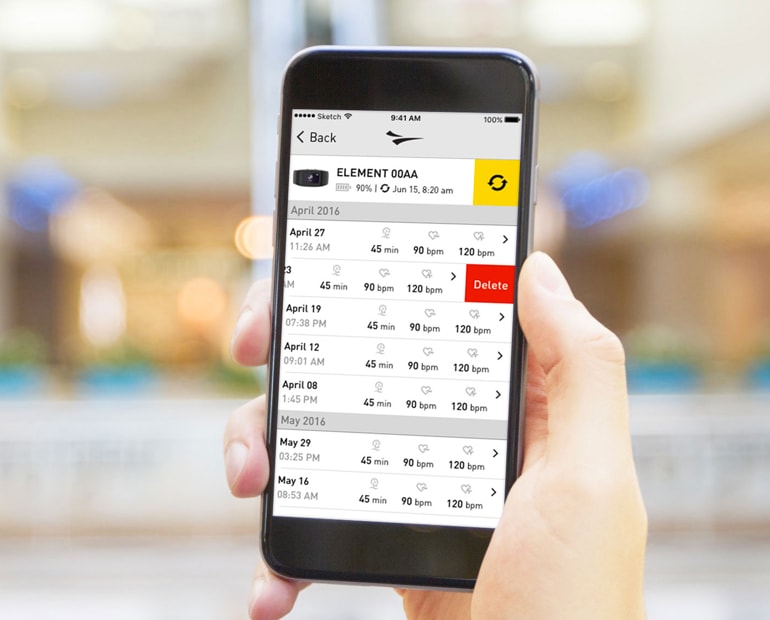 Sketch 9:41 AM 100%
Back
ELEMENT 00AA
90% | Jun 15, 8:20 am
April 2016
April 27
11:26 AM 45 min 90 bpm 120 bpm
23
AM 45 min 90 bpm 120 bpm Delete
April 19
07:38 PM 45 min 90 bpm 120 bpm
April 12
09:01 AM 45 min 90 bpm 120 bpm
April 08
1:45 PM 45 min 90 bpm 120 bpm
May 2016
May 29
03:25 PM 45 min 90 bpm 120 bpm
May 16
08:53 AM 45 min 90 bpm 120 bpm